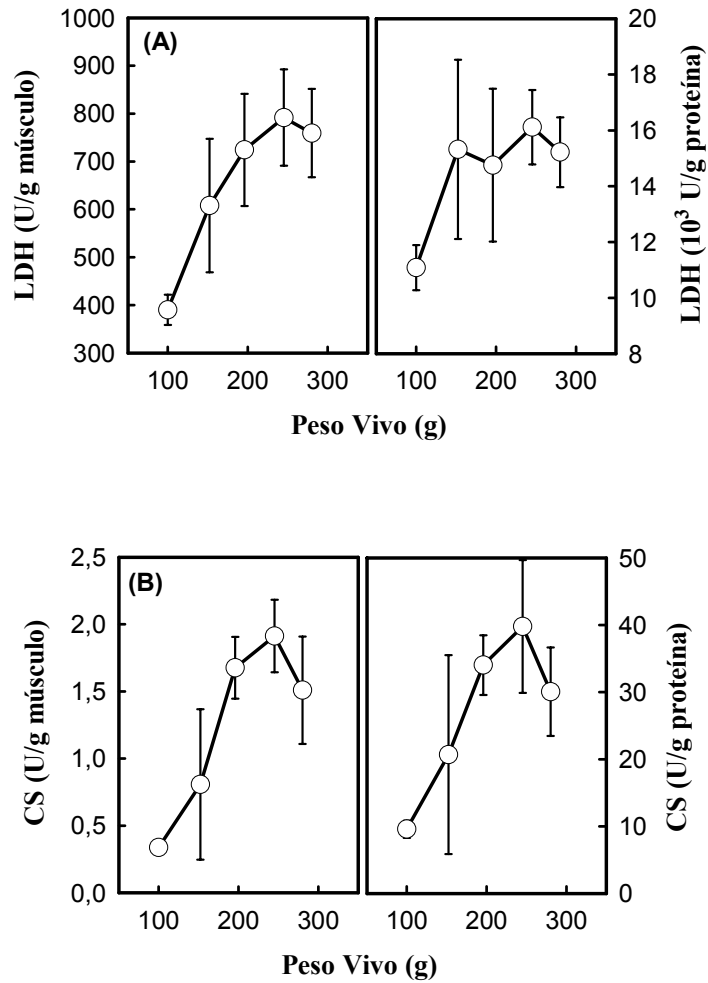 (A)
1000
900
800
700
600
500
400
300
LDH (U/g músculo)
20
18
16
14
12
10
8
LDH (10³ U/g proteína)
100 200 300 100 200 300
Peso Vivo (g)
(B)
2,5
2,0
1,5
1,0
0,5
0,0
CS (U/g músculo)
50
40
30
20
10
0
CS (U/g proteína)
100 200 300 100 200 300
Peso Vivo (g)